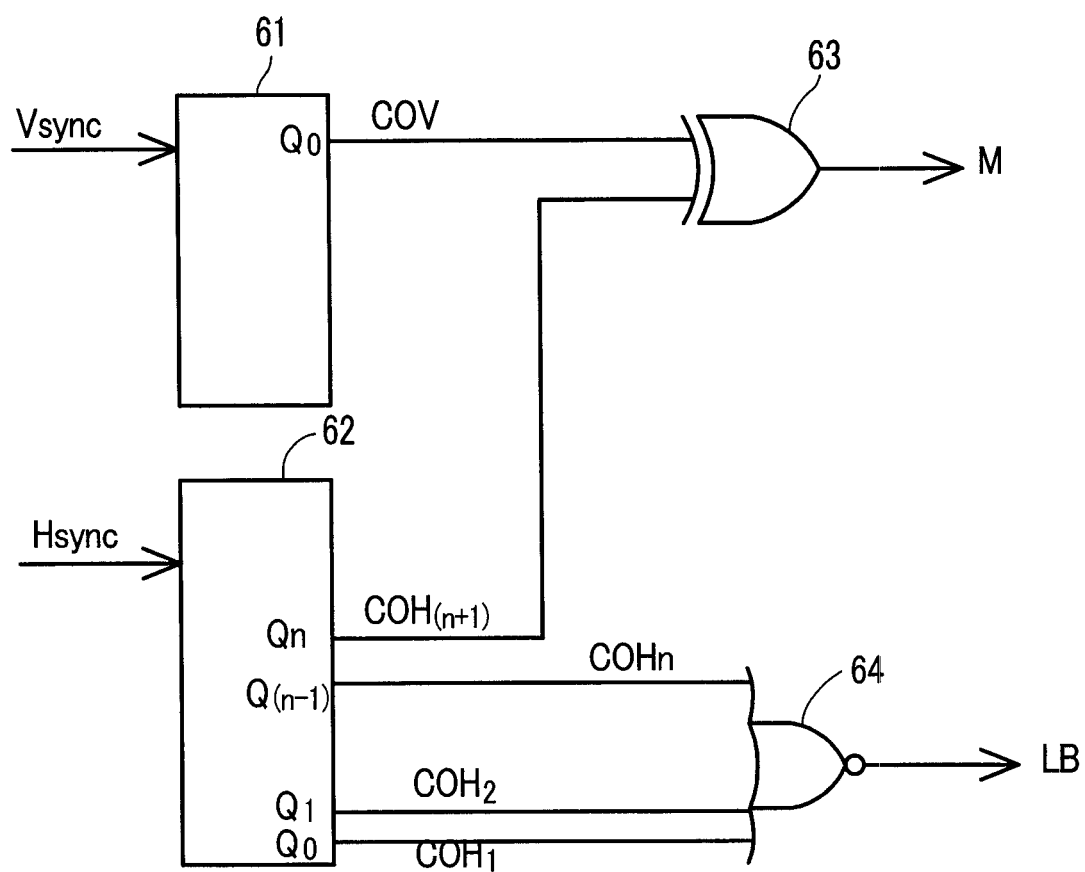 61
Vsync
Q0
COV
63
M
62
Hsync
Qn
COH(n+1)
Q(n-1)
COHn
64
LB
Q1
COH2
Q0
COH1